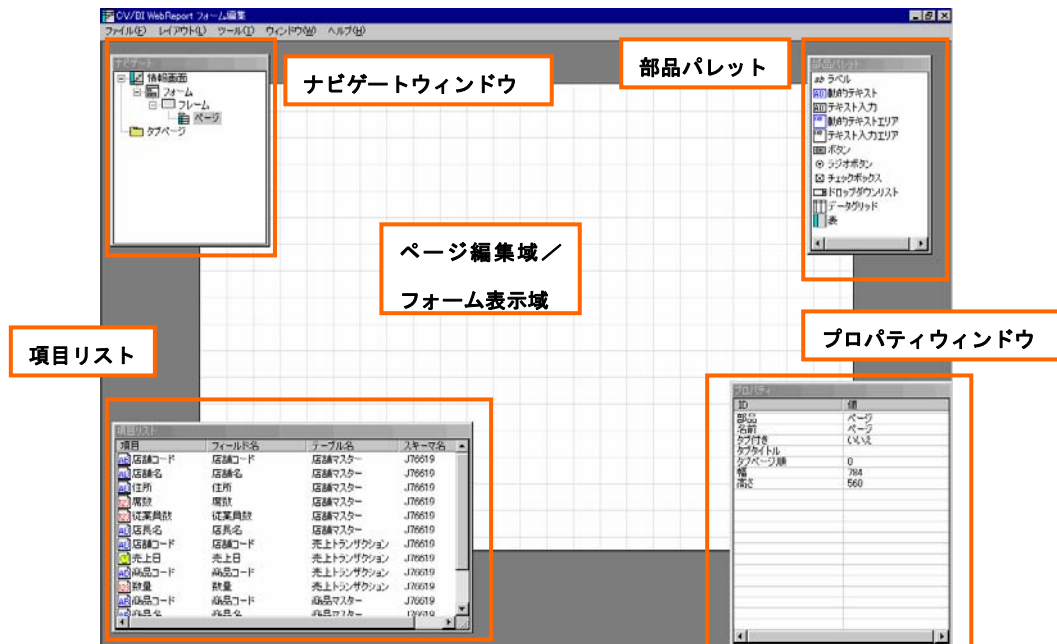 CV/BI WebReport フォーム編集
ファイル(F) レイアウト(L) ツール(T) ウィンドウ(W) ヘルプ(H)
ナビゲート
情報画面
フォーム
フレーム
ページ
タブページ
ナビゲートウィンドウ
部品パレット
部品パレット
ab ラベル
動的テキスト
テキスト入力
動的テキストエリア
テキスト入力エリア
ボタン
ラジオボタン
チェックボックス
ドロップダウンリスト
データグリッド
表
ページ編集域／
フォーム表示域
項目リスト
プロパティウィンドウ
項目リスト
項目 フィールド名 テーブル名 スキーマ名
店舗コード 店舗コード 店舗マスター J76619
店舗名 店舗名 店舗マスター J76619
住所 住所 店舗マスター J76619
席数 席数 店舗マスター J76619
従業員数 従業員数 店舗マスター J76619
店長名 店長名 店舗マスター J76619
店舗コード 店舗コード 売上トランザクション J76619
売上日 売上日 売上トランザクション J76619
商品コード 商品コード 売上トランザクション J76619
数量 数量 売上トランザクション J76619
商品コード 商品コード 商品マスター J76619
商品名 商品名 商品マスター J76619
プロパティ
ID 値
部品 ページ
名前 ページ
タブ付き いいえ
タブタイトル
タブページ順 0
幅 784
高さ 560